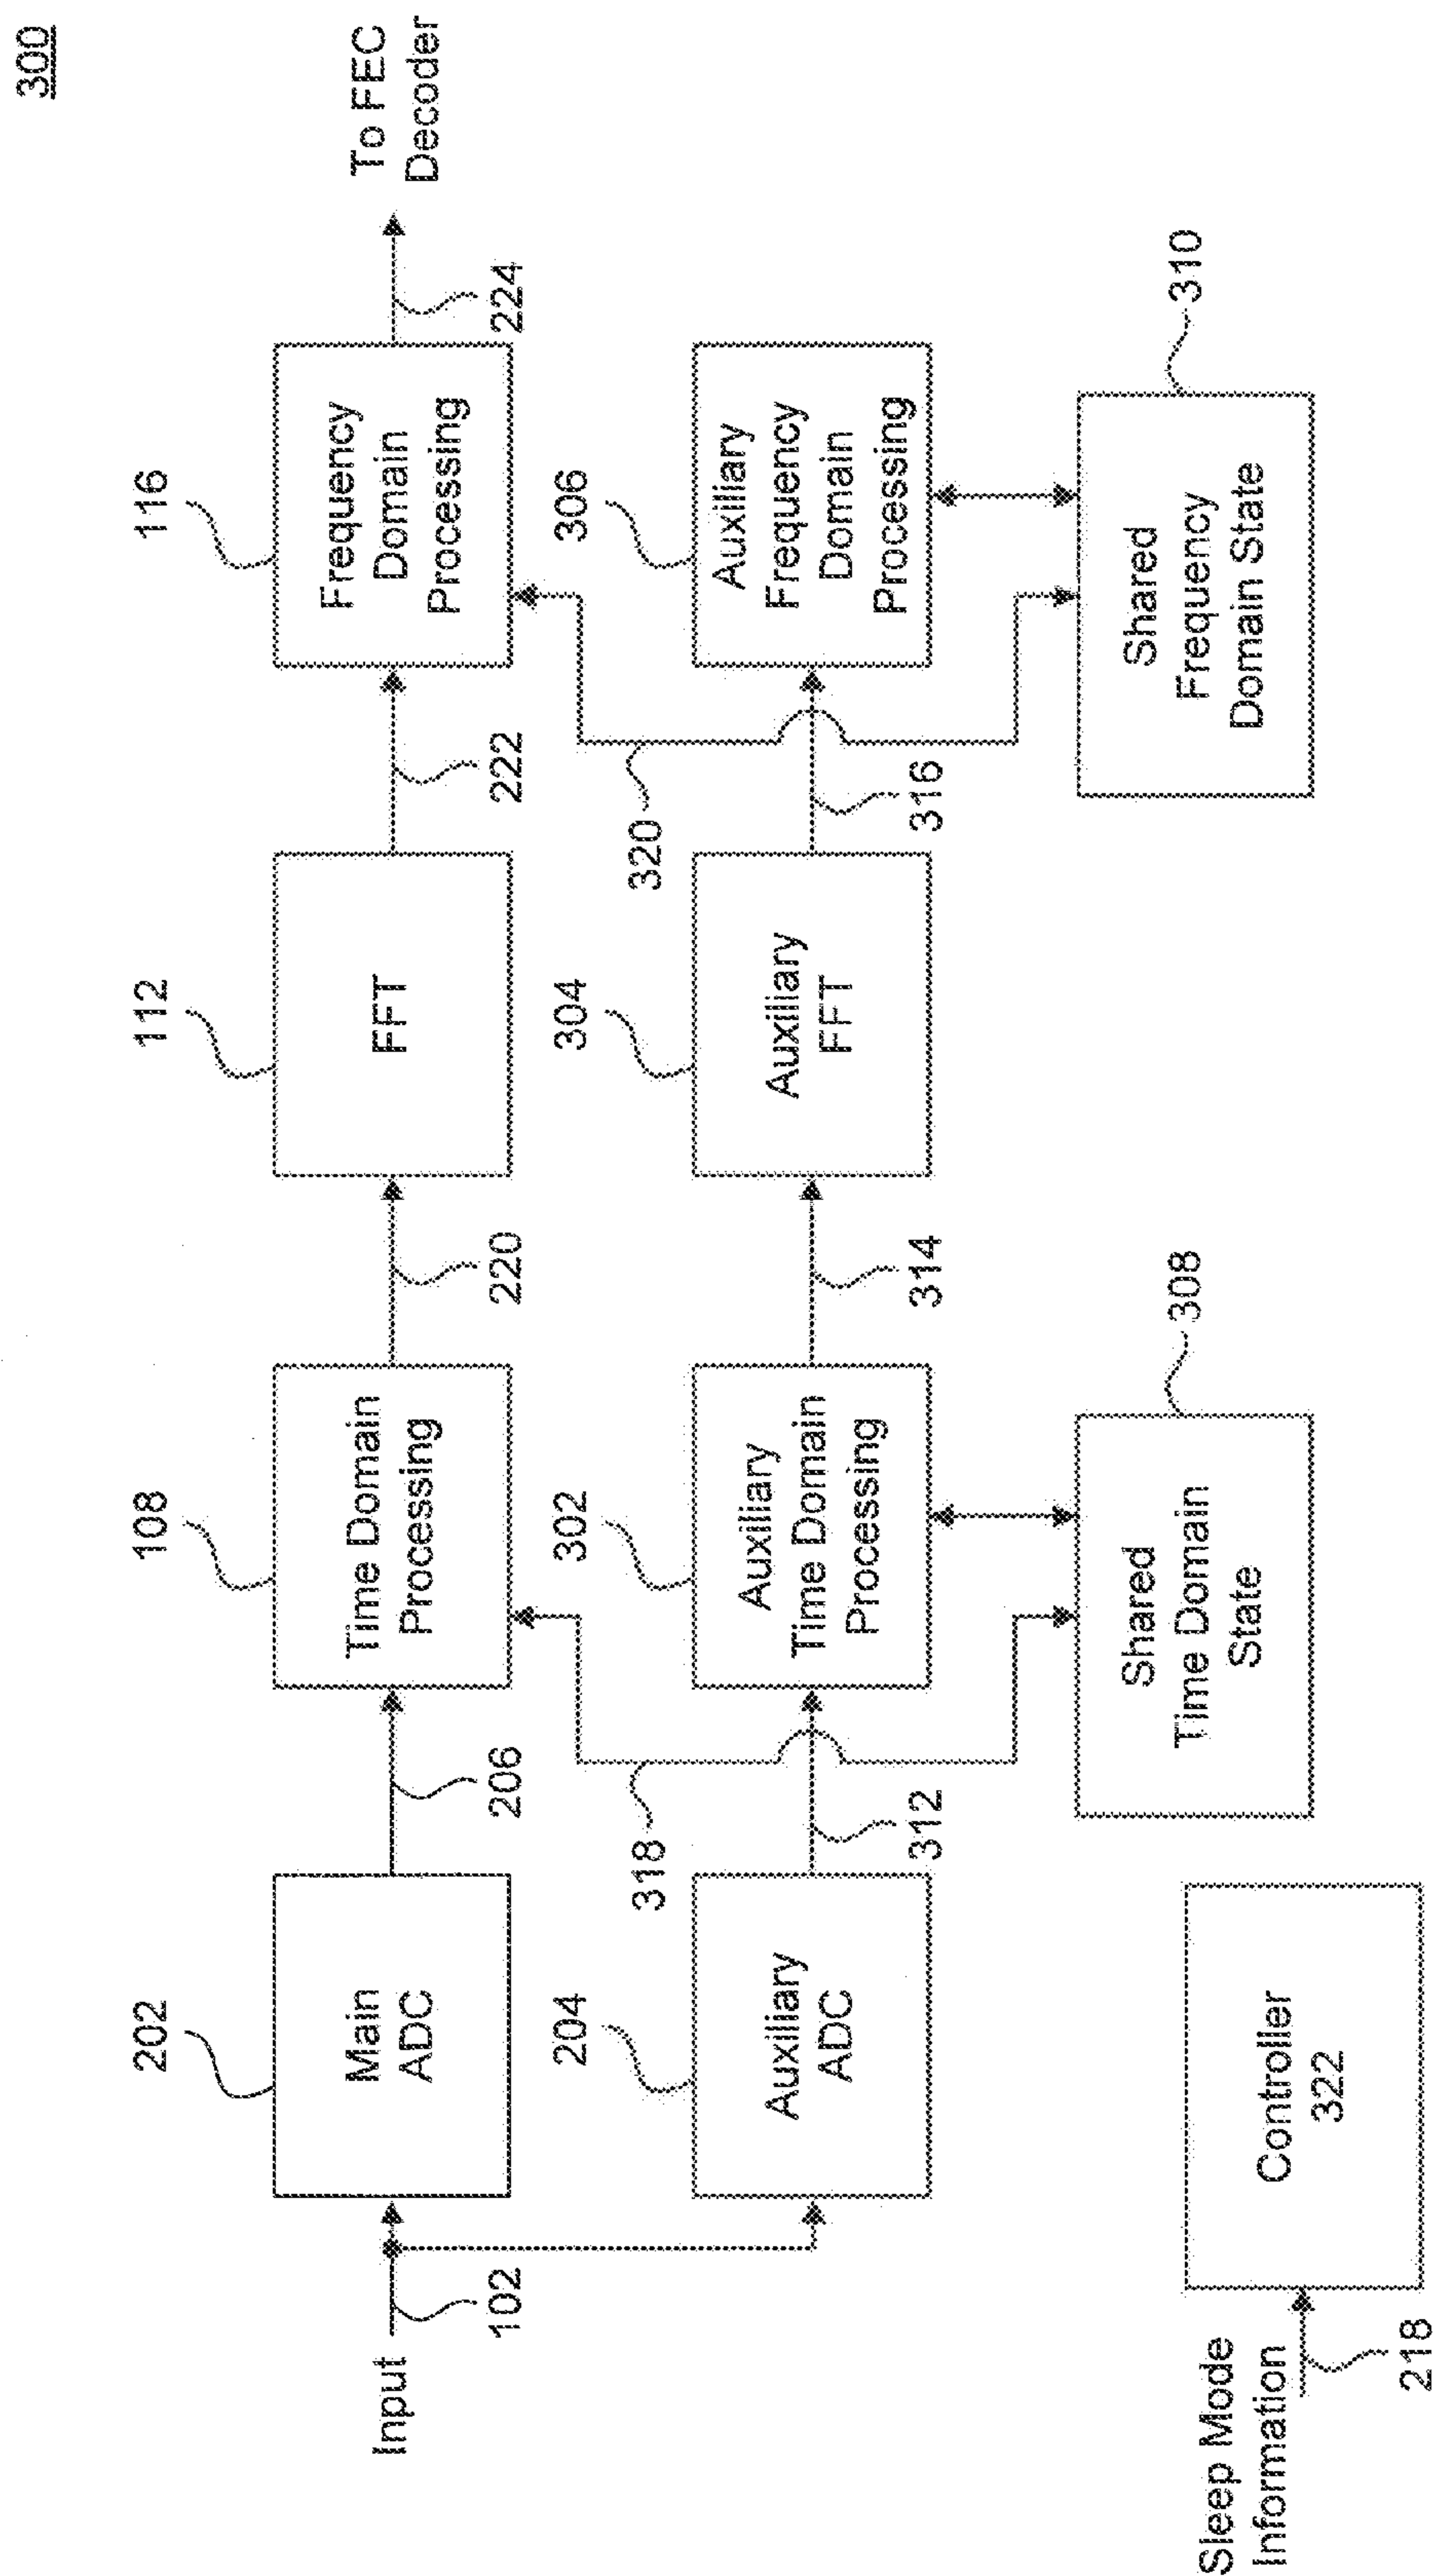 300
Input
102
202
Main
ADC
206
108
Time Domain
Processing
220
112
FFT
222
116
Frequency
Domain
Processing
224
To FEC
Decoder
204
Auxiliary
ADC
312
318
302
Auxiliary
Time Domain
Processing
314
304
Auxiliary
FFT
316
320
306
Auxiliary
Frequency
Domain
Processing
308
Shared
Time Domain
State
310
Shared
Frequency
Domain State
Sleep Mode
Information
218
Controller
322